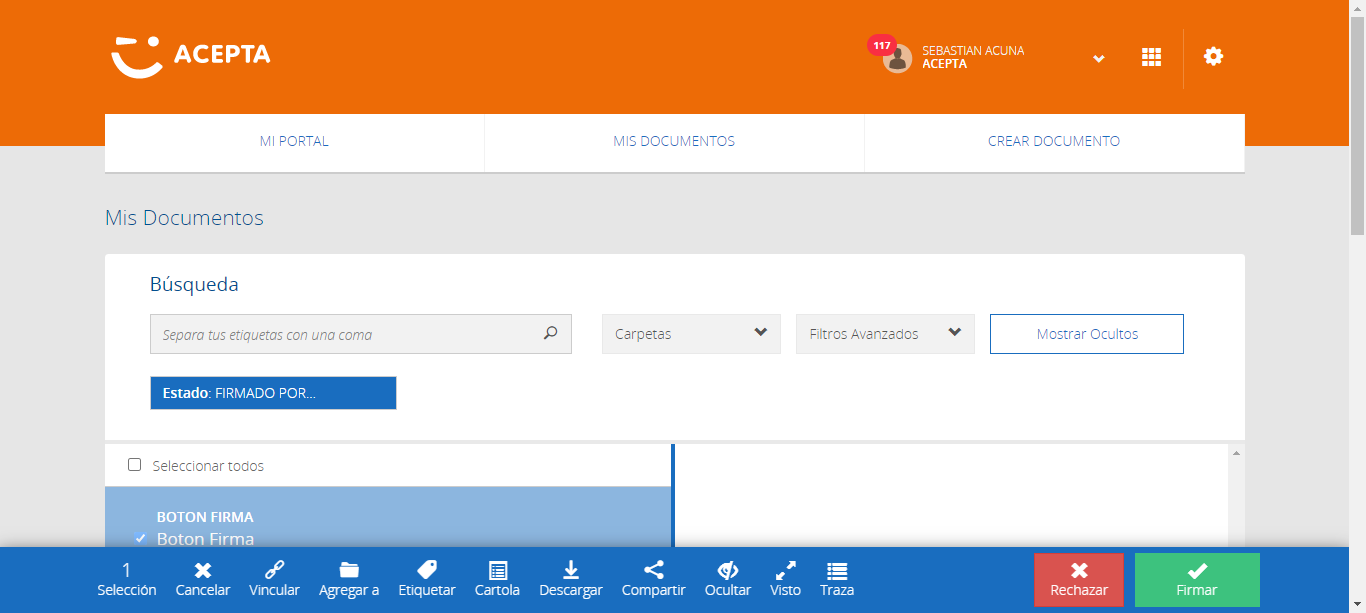 ACEPTA
117
SEBASTIAN ACUNA
ACEPTA
MI PORTAL
MIS DOCUMENTOS
CREAR DOCUMENTO
Mis Documentos
Búsqueda
Separa tus etiquetas con una coma
Carpetas
Filtros Avanzados
Mostrar Ocultos
Estado: FIRMADO POR...
Seleccionar todos
BOTON FIRMA
Boton Firma
1
Selección
Cancelar
Vincular
Agregar a
Etiquetar
Cartola
Descargar
Compartir
Ocultar
Visto
Traza
Rechazar
Firmar